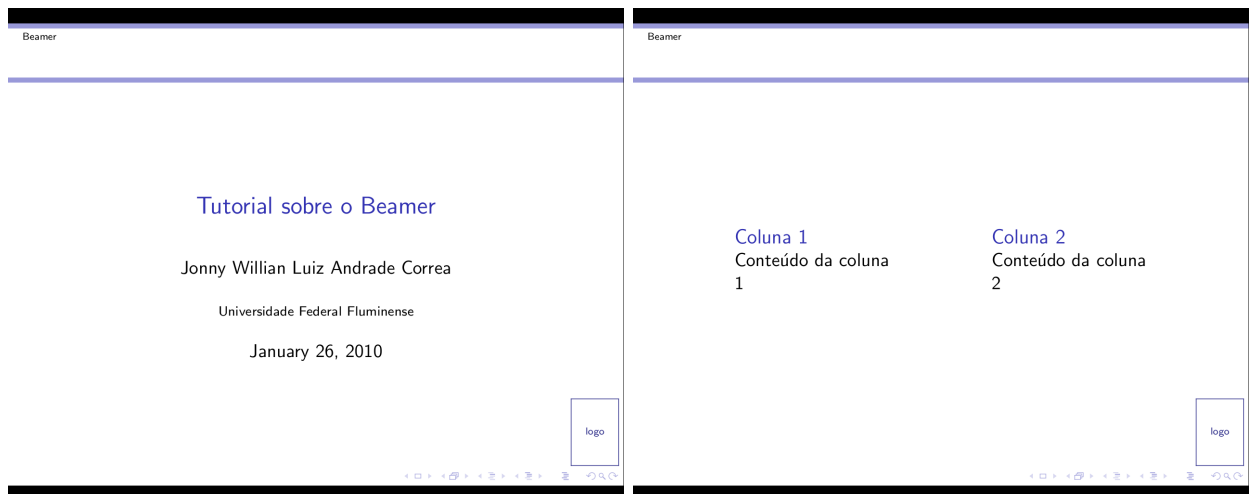 Beamer
Tutorial sobre o Beamer
Jonny Willian Luiz Andrade Correa
Universidade Federal Fluminense
January 26, 2010
logo
Beamer
Coluna 1
Conteúdo da coluna
1
Coluna 2
Conteúdo da coluna
2
logo